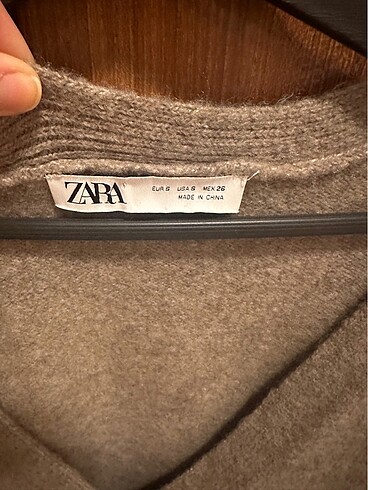 ZARA
EUR S USA S MEX 26
MADE IN CHINA